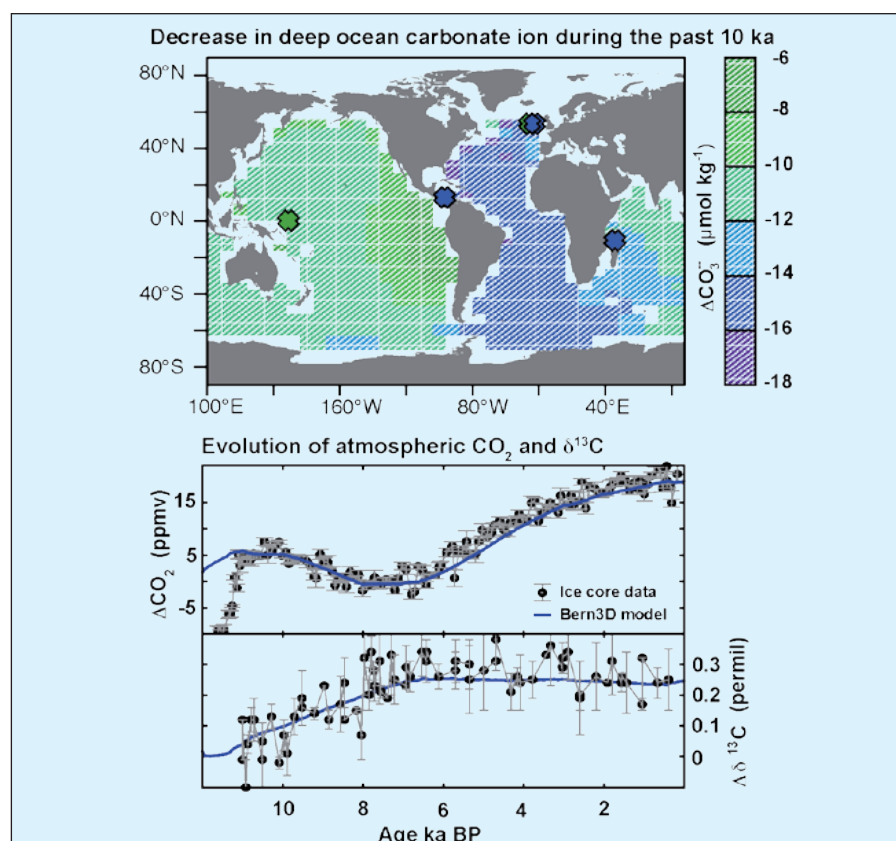 Decrease in deep ocean carbonate ion during the past 10 ka
80°N
40°N
0°N
40°S
80°S
100°E 160°W 80°W 40°E
-6
-8
-10
-12
-14
-16
-18
ΔCO₃⁻⁻ (μmol kg⁻¹)
Evolution of atmospheric CO₂ and δ¹³C
ΔCO₂ (ppmv)
15
5
-5
Ice core data
Bern3D model
0.3
0.2
0.1
0
Δδ ¹³C (permil)
10 8 6 4 2
Age ka BP